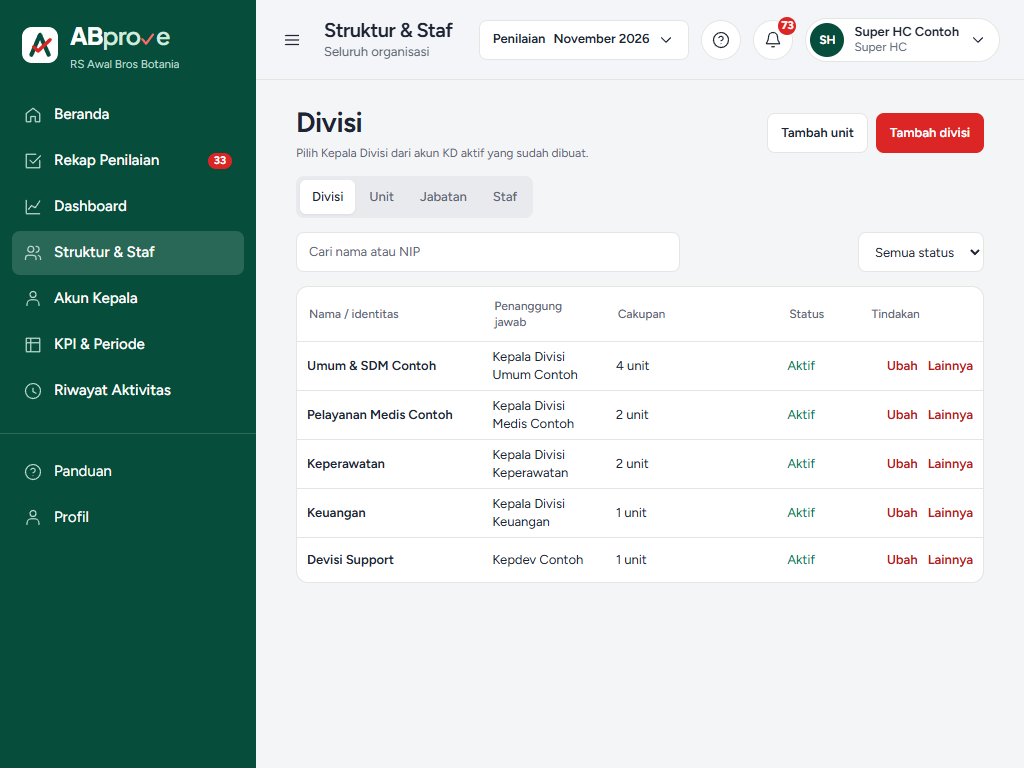 ABprove
RS Awal Bros Botania
Beranda
Rekap Penilaian 33
Dashboard
Struktur & Staf
Akun Kepala
KPI & Periode
Riwayat Aktivitas
Panduan
Profil
Struktur & Staf
Seluruh organisasi
Penilaian November 2026
73
SH
Super HC Contoh
Super HC
Divisi
Pilih Kepala Divisi dari akun KD aktif yang sudah dibuat.
Tambah unit
Tambah divisi
Divisi Unit Jabatan Staf
Cari nama atau NIP
Semua status
Nama / identitas Penanggung jawab Cakupan Status Tindakan
Umum & SDM Contoh Kepala Divisi Umum Contoh 4 unit Aktif Ubah Lainnya
Pelayanan Medis Contoh Kepala Divisi Medis Contoh 2 unit Aktif Ubah Lainnya
Keperawatan Kepala Divisi Keperawatan 2 unit Aktif Ubah Lainnya
Keuangan Kepala Divisi Keuangan 1 unit Aktif Ubah Lainnya
Devisi Support Kepdev Contoh 1 unit Aktif Ubah Lainnya